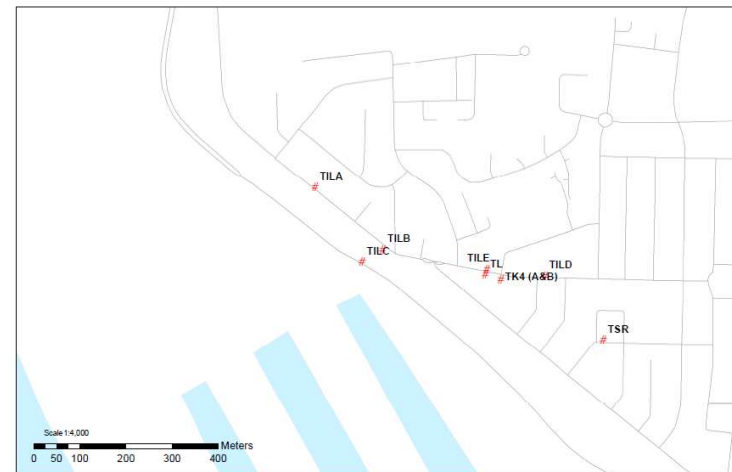 TILA
TILB
TILC
TILE
TL
TILD
TK4 (A&B)
TSR
Scale 1:4,000
Meters
0 50 100 200 300 400